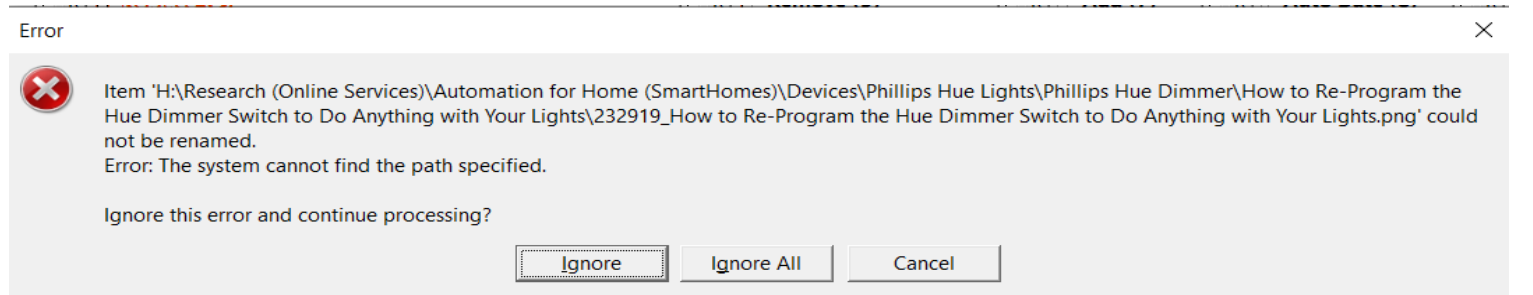 Error
Item 'H:\Research (Online Services)\Automation for Home (SmartHomes)\Devices\Phillips Hue Lights\Phillips Hue Dimmer\How to Re-Program the
Hue Dimmer Switch to Do Anything with Your Lights\232919_How to Re-Program the Hue Dimmer Switch to Do Anything with Your Lights.png' could
not be renamed.
Error: The system cannot find the path specified.
Ignore this error and continue processing?
Ignore
Ignore All
Cancel